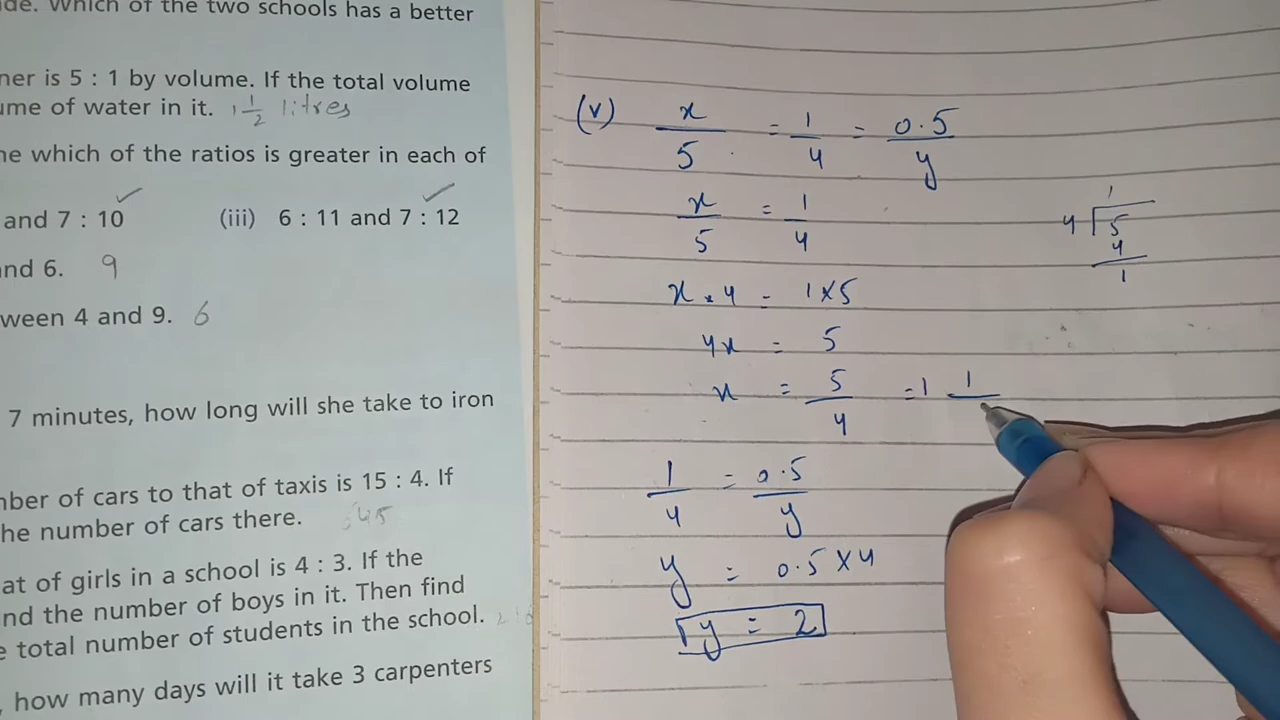 de. Which of the two schools has a better
ner is 5 : 1 by volume. If the total volume
ume of water in it. 1 1/2 litres
ne which of the ratios is greater in each of
and 7 : 10 ✓ (iii) 6 : 11 and 7 : 12 ✓
nd 6. 9
ween 4 and 9. 6
7 minutes, how long will she take to iron
nber of cars to that of taxis is 15 : 4. If
he number of cars there. 45
at of girls in a school is 4 : 3. If the
nd the number of boys in it. Then find
e total number of students in the school.
, how many days will it take 3 carpenters
(v) x/5 = 1/4 = 0.5/y
x/5 = 1/4
x × 4 = 1 × 5
4x = 5
x = 5/4 = 1 1/
1/4 = 0.5/y
y = 0.5 × 4
y = 2
1
4 5
4
1